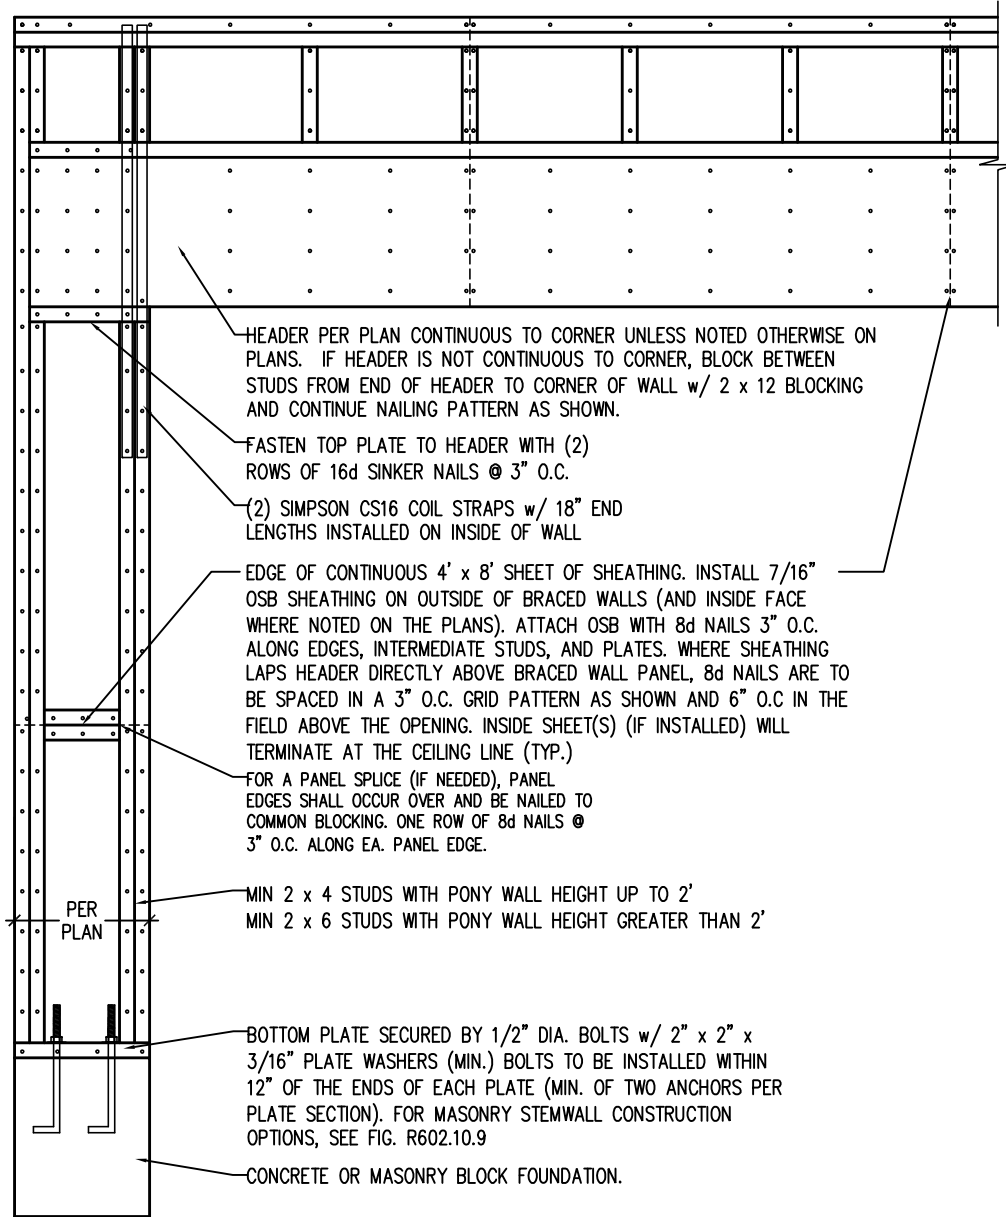 HEADER PER PLAN CONTINUOUS TO CORNER UNLESS NOTED OTHERWISE ON
PLANS. IF HEADER IS NOT CONTINUOUS TO CORNER, BLOCK BETWEEN
STUDS FROM END OF HEADER TO CORNER OF WALL w/ 2 x 12 BLOCKING
AND CONTINUE NAILING PATTERN AS SHOWN.
FASTEN TOP PLATE TO HEADER WITH (2)
ROWS OF 16d SINKER NAILS @ 3" O.C.
(2) SIMPSON CS16 COIL STRAPS w/ 18" END
LENGTHS INSTALLED ON INSIDE OF WALL
EDGE OF CONTINUOUS 4' x 8' SHEET OF SHEATHING. INSTALL 7/16"
OSB SHEATHING ON OUTSIDE OF BRACED WALLS (AND INSIDE FACE
WHERE NOTED ON THE PLANS). ATTACH OSB WITH 8d NAILS 3" O.C.
ALONG EDGES, INTERMEDIATE STUDS, AND PLATES. WHERE SHEATHING
LAPS HEADER DIRECTLY ABOVE BRACED WALL PANEL, 8d NAILS ARE TO
BE SPACED IN A 3" O.C. GRID PATTERN AS SHOWN AND 6" O.C IN THE
FIELD ABOVE THE OPENING. INSIDE SHEET(S) (IF INSTALLED) WILL
TERMINATE AT THE CEILING LINE (TYP.)
FOR A PANEL SPLICE (IF NEEDED), PANEL
EDGES SHALL OCCUR OVER AND BE NAILED TO
COMMON BLOCKING. ONE ROW OF 8d NAILS @
3" O.C. ALONG EA. PANEL EDGE.
MIN 2 x 4 STUDS WITH PONY WALL HEIGHT UP TO 2'
MIN 2 x 6 STUDS WITH PONY WALL HEIGHT GREATER THAN 2'
PER
PLAN
BOTTOM PLATE SECURED BY 1/2" DIA. BOLTS w/ 2" x 2" x
3/16" PLATE WASHERS (MIN.) BOLTS TO BE INSTALLED WITHIN
12" OF THE ENDS OF EACH PLATE (MIN. OF TWO ANCHORS PER
PLATE SECTION). FOR MASONRY STEMWALL CONSTRUCTION
OPTIONS, SEE FIG. R602.10.9
CONCRETE OR MASONRY BLOCK FOUNDATION.